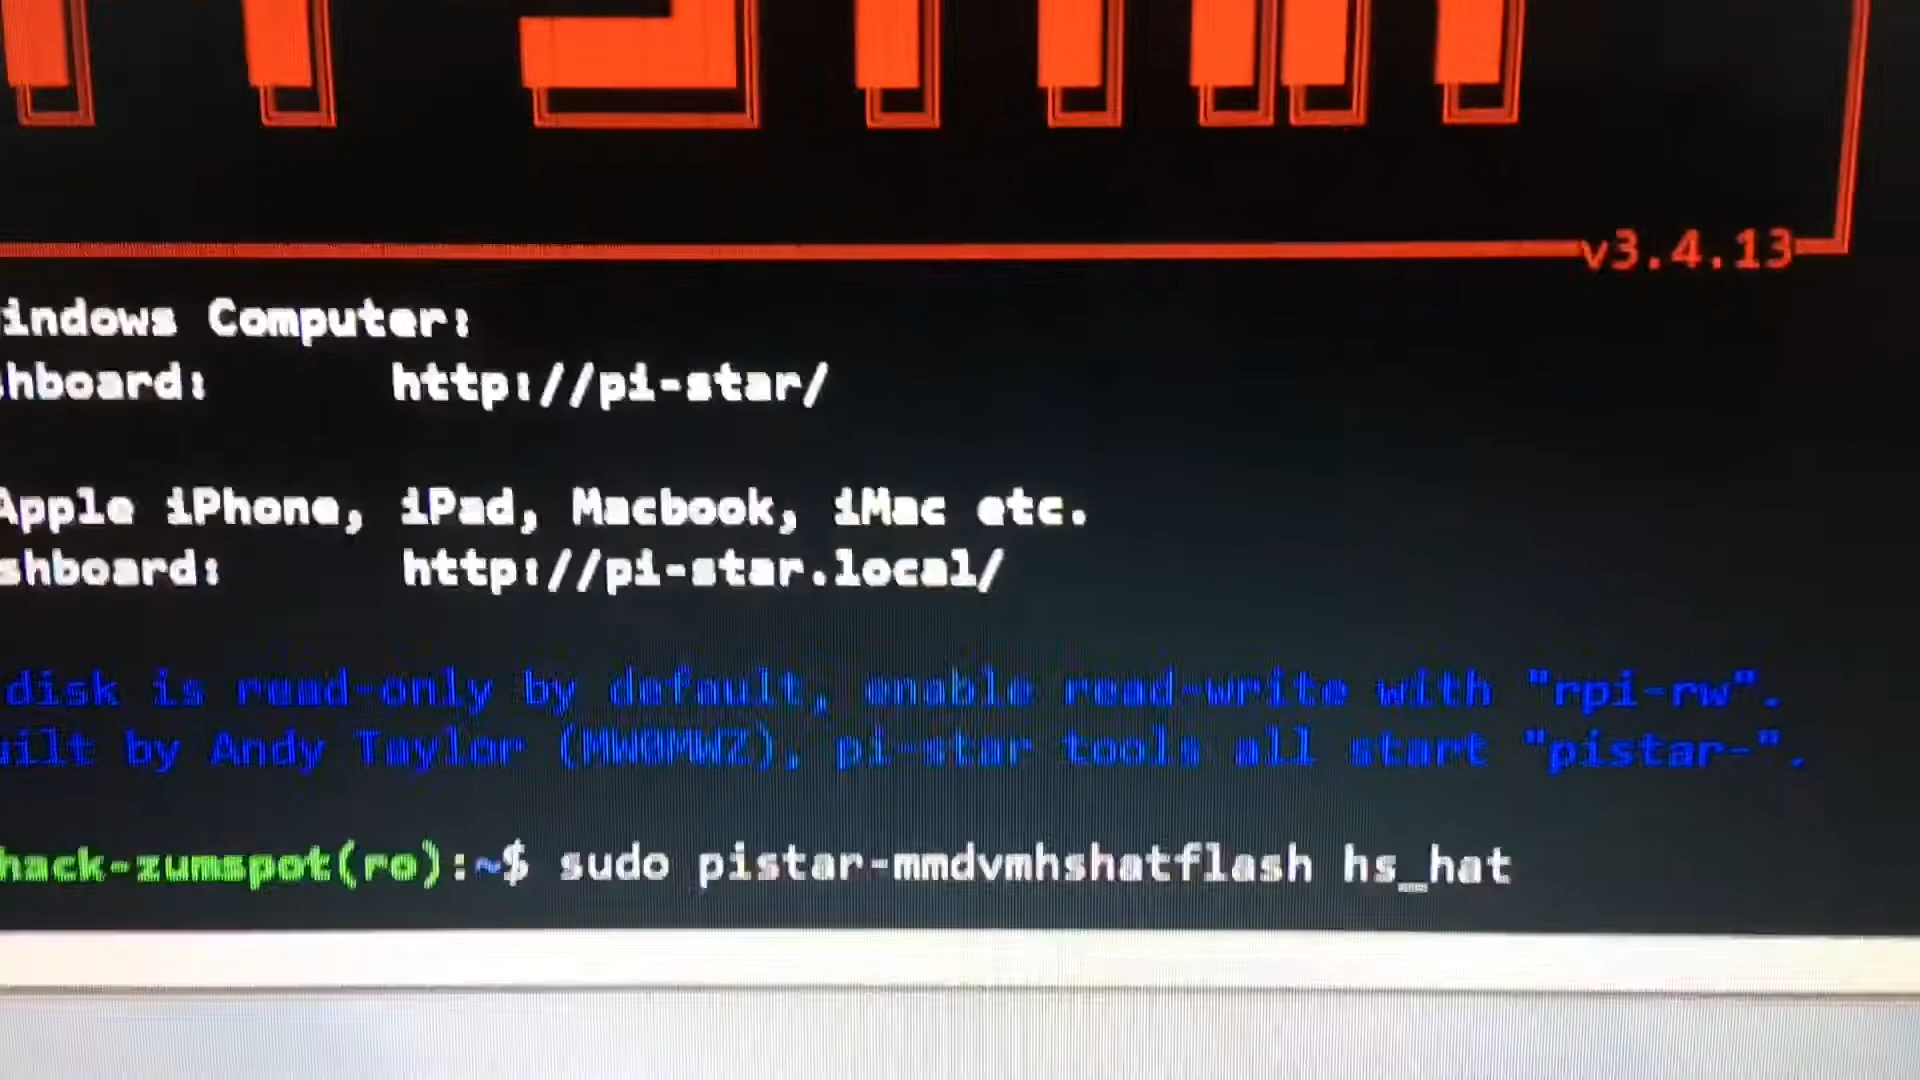 v3.4.13
indows Computer:
hboard: http://pi-star/
Apple iPhone, iPad, Macbook, iMac etc.
shboard: http://pi-star.local/
disk is read-only by default, enable read-write with "rpi-rw".
uilt by Andy Taylor (MW0MWZ), pi-star tools all start "pistar-".
hack-zumspot(ro):~$ sudo pistar-mmdvmhshatflash hs_hat